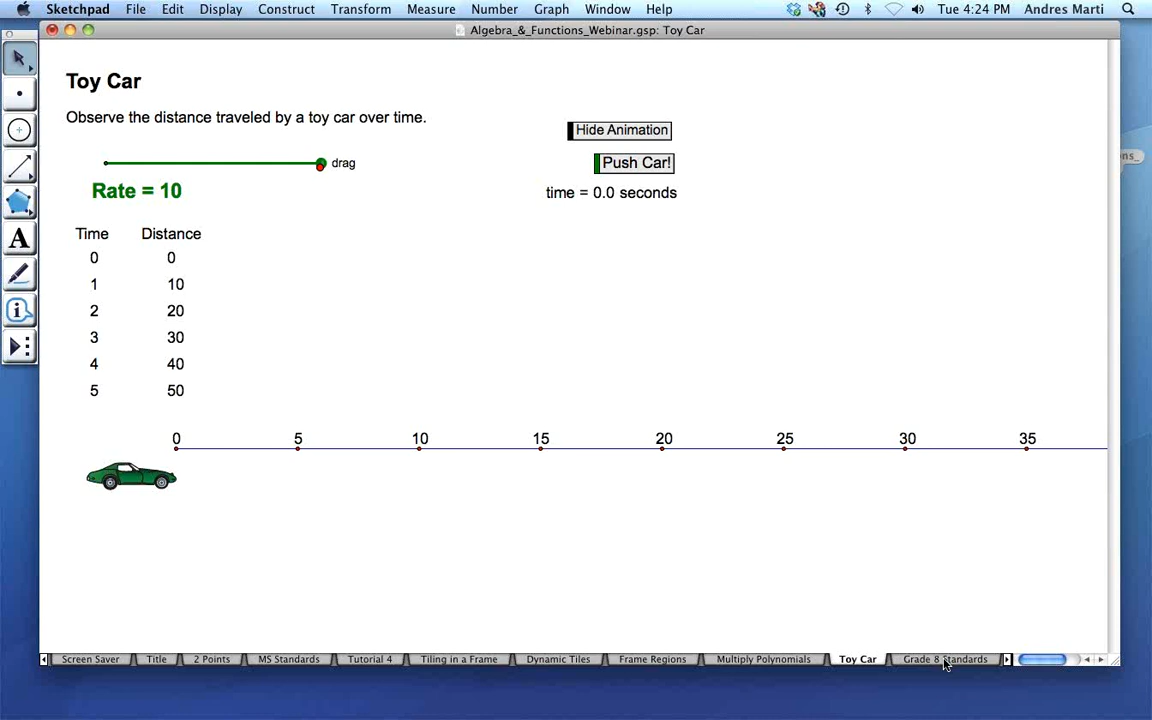 Sketchpad File Edit Display Construct Transform Measure Number Graph Window Help Tue 4:24 PM Andres Marti
Algebra_&_Functions_Webinar.gsp: Toy Car
Toy Car
Observe the distance traveled by a toy car over time.
Hide Animation
drag
Push Car!
Rate = 10
time = 0.0 seconds
Time Distance
0 0
1 10
2 20
3 30
4 40
5 50
0 5 10 15 20 25 30 35
Screen Saver Title 2 Points MS Standards Tutorial 4 Tiling in a Frame Dynamic Tiles Frame Regions Multiply Polynomials Toy Car Grade 8 Standards
A
ons_